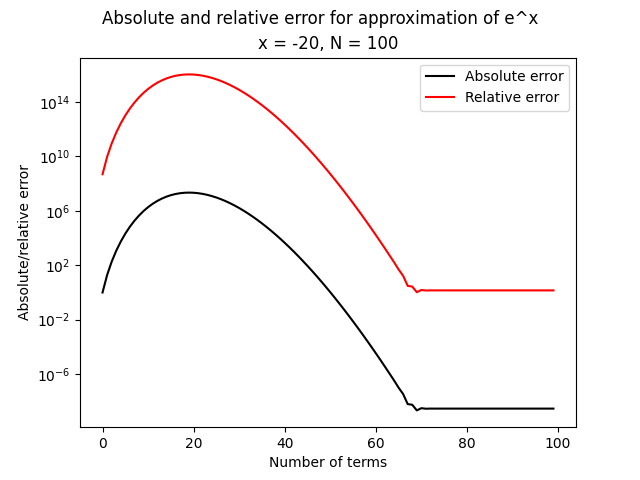 Absolute and relative error for approximation of e^x
x = -20, N = 100
Absolute error
Relative error
10^14
10^10
10^6
10^2
10^−2
10^−6
Absolute/relative error
0 20 40 60 80 100
Number of terms